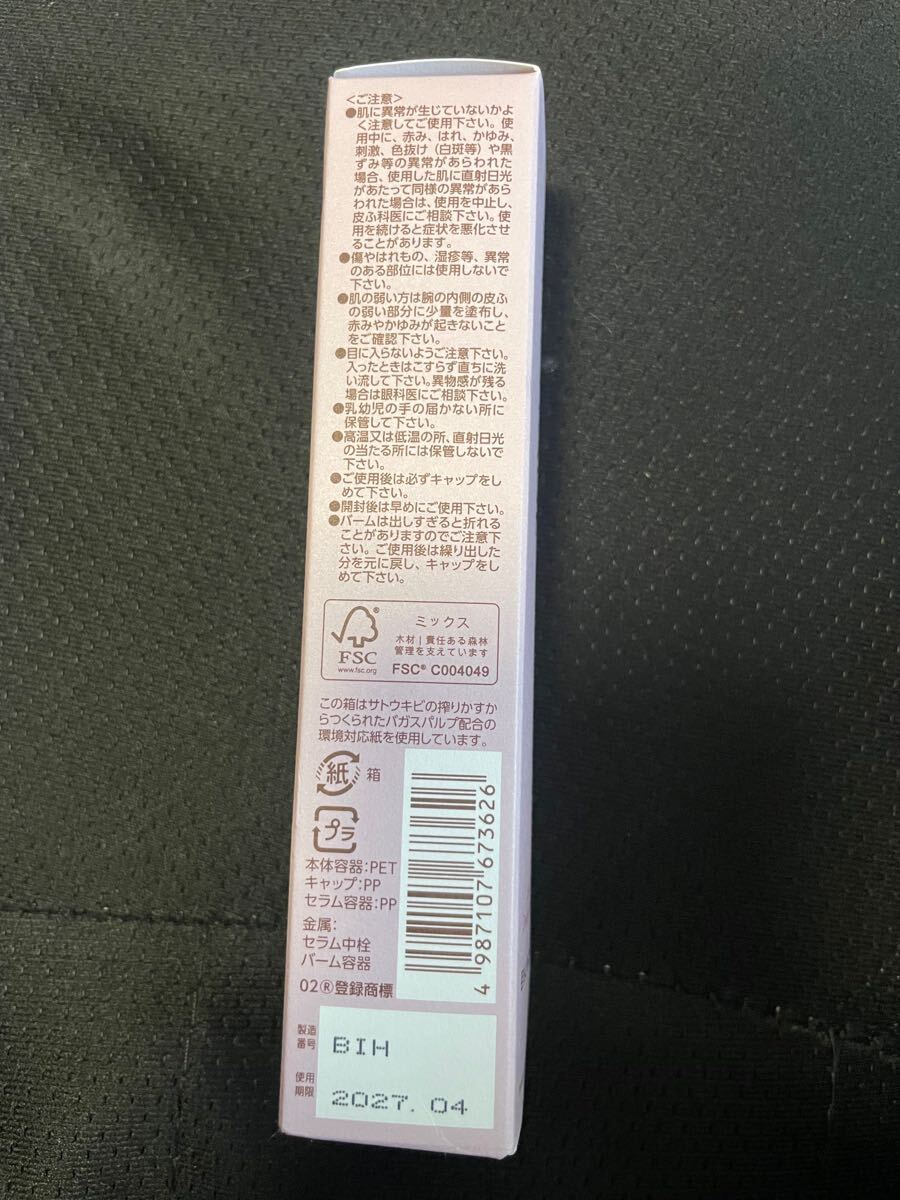 <ご注意>
●肌に異常が生じていないかよ
く注意してご使用下さい。使
用中に、赤み、はれ、かゆみ、
刺激、色抜け（白斑等）や黒
ずみ等の異常があらわれた
場合、使用した肌に直射日光
があたって同様の異常があら
われた場合は、使用を中止し、
皮ふ科医にご相談下さい。使
用を続けると症状を悪化させ
ることがあります。
●傷やはれもの、湿疹等、異常
のある部位には使用しないで
下さい。
●肌の弱い方は腕の内側の皮ふ
の弱い部分に少量を塗布し、
赤みやかゆみが起きないこと
をご確認下さい。
●目に入らないようご注意下さい。
入ったときはこすらず直ちに洗
い流して下さい。異物感が残る
場合は眼科医にご相談下さい。
●乳幼児の手の届かない所に
保管して下さい。
●高温又は低温の所、直射日光
の当たる所には保管しないで
下さい。
●ご使用後は必ずキャップをし
めて下さい。
●開封後は早めにご使用下さい。
●バームは出しすぎると折れる
ことがありますのでご注意下
さい。ご使用後は繰り出した
分を元に戻し、キャップをし
めて下さい。
ミックス
木材｜責任ある森林
管理を支えています
FSC
www.fsc.org
FSC® C004049
この箱はサトウキビの搾りかすか
らつくられたバガスパルプ配合の
環境対応紙を使用しています。
紙 箱
プラ
本体容器:PET
キャップ:PP
セラム容器:PP
金属:
セラム中栓
バーム容器
02®登録商標
4 987107 673626
製造
番号
BIH
使用
期限
2027.04